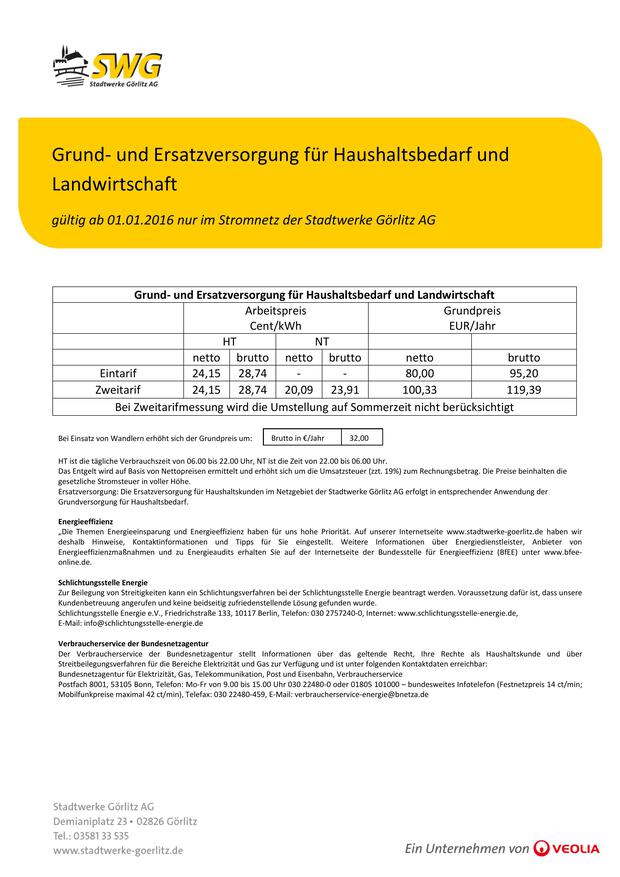 SWG
Stadtwerke Görlitz AG
Grund- und Ersatzversorgung für Haushaltsbedarf und
Landwirtschaft
gültig ab 01.01.2016 nur im Stromnetz der Stadtwerke Görlitz AG
Grund- und Ersatzversorgung für Haushaltsbedarf und Landwirtschaft
Arbeitspreis Grundpreis
Cent/kWh EUR/Jahr
HT NT
netto brutto netto brutto netto brutto
Eintarif 24,15 28,74 - - 80,00 95,20
Zweitarif 24,15 28,74 20,09 23,91 100,33 119,39
Bei Zweitarifmessung wird die Umstellung auf Sommerzeit nicht berücksichtigt
Bei Einsatz von Wandlern erhöht sich der Grundpreis um: Brutto in €/Jahr 32,00
HT ist die tägliche Verbrauchszeit von 06.00 bis 22.00 Uhr, NT ist die Zeit von 22.00 bis 06.00 Uhr.
Das Entgelt wird auf Basis von Nettopreisen ermittelt und erhöht sich um die Umsatzsteuer (zzt. 19%) zum Rechnungsbetrag. Die Preise beinhalten die
gesetzliche Stromsteuer in voller Höhe.
Ersatzversorgung: Die Ersatzversorgung für Haushaltskunden im Netzgebiet der Stadtwerke Görlitz AG erfolgt in entsprechender Anwendung der
Grundversorgung für Haushaltsbedarf.
Energieeffizienz
„Die Themen Energieeinsparung und Energieeffizienz haben für uns hohe Priorität. Auf unserer Internetseite www.stadtwerke-goerlitz.de haben wir
deshalb Hinweise, Kontaktinformationen und Tipps für Sie eingestellt. Weitere Informationen über Energiedienstleister, Anbieter von
Energieeffizienzmaßnahmen und zu Energieaudits erhalten Sie auf der Internetseite der Bundesstelle für Energieeffizienz (BfEE) unter www.bfee-
online.de.
Schlichtungsstelle Energie
Zur Beilegung von Streitigkeiten kann ein Schlichtungsverfahren bei der Schlichtungsstelle Energie beantragt werden. Voraussetzung dafür ist, dass unsere
Kundenbetreuung angerufen und keine beidseitig zufriedenstellende Lösung gefunden wurde.
Schlichtungsstelle Energie e.V., Friedrichstraße 133, 10117 Berlin, Telefon: 030 2757240-0, Internet: www.schlichtungsstelle-energie.de,
E-Mail: info@schlichtungsstelle-energie.de
Verbraucherservice der Bundesnetzagentur
Der Verbraucherservice der Bundesnetzagentur stellt Informationen über das geltende Recht, Ihre Rechte als Haushaltskunde und über
Streitbeilegungsverfahren für die Bereiche Elektrizität und Gas zur Verfügung und ist unter folgenden Kontaktdaten erreichbar:
Bundesnetzagentur für Elektrizität, Gas, Telekommunikation, Post und Eisenbahn, Verbraucherservice
Postfach 8001, 53105 Bonn, Telefon: Mo-Fr von 9.00 bis 15.00 Uhr 030 22480-0 oder 01805 101000 – bundesweites Infotelefon (Festnetzpreis 14 ct/min;
Mobilfunkpreise maximal 42 ct/min), Telefax: 030 22480-459, E-Mail: verbraucherservice-energie@bnetza.de
Stadtwerke Görlitz AG
Demianiplatz 23 • 02826 Görlitz
Tel.: 03581 33 535
www.stadtwerke-goerlitz.de
Ein Unternehmen von VEOLIA